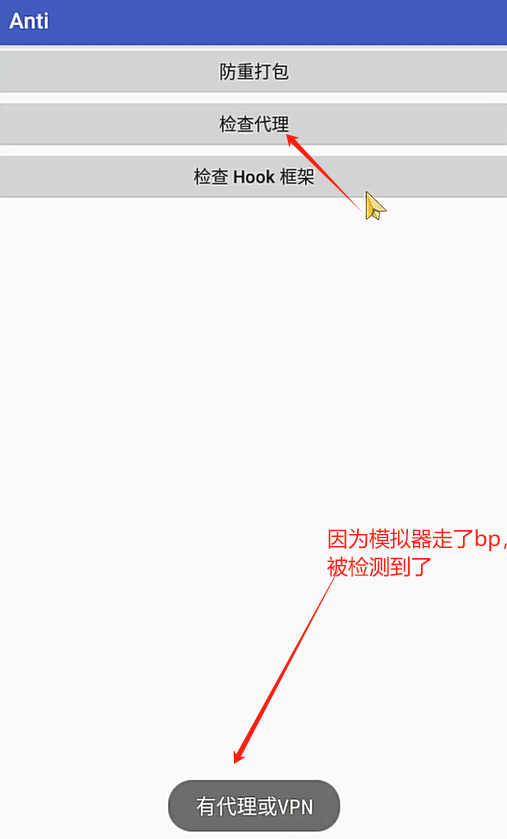 Anti
防重打包
检查代理
检查 Hook 框架
因为模拟器走了bp,
被检测到了
有代理或VPN